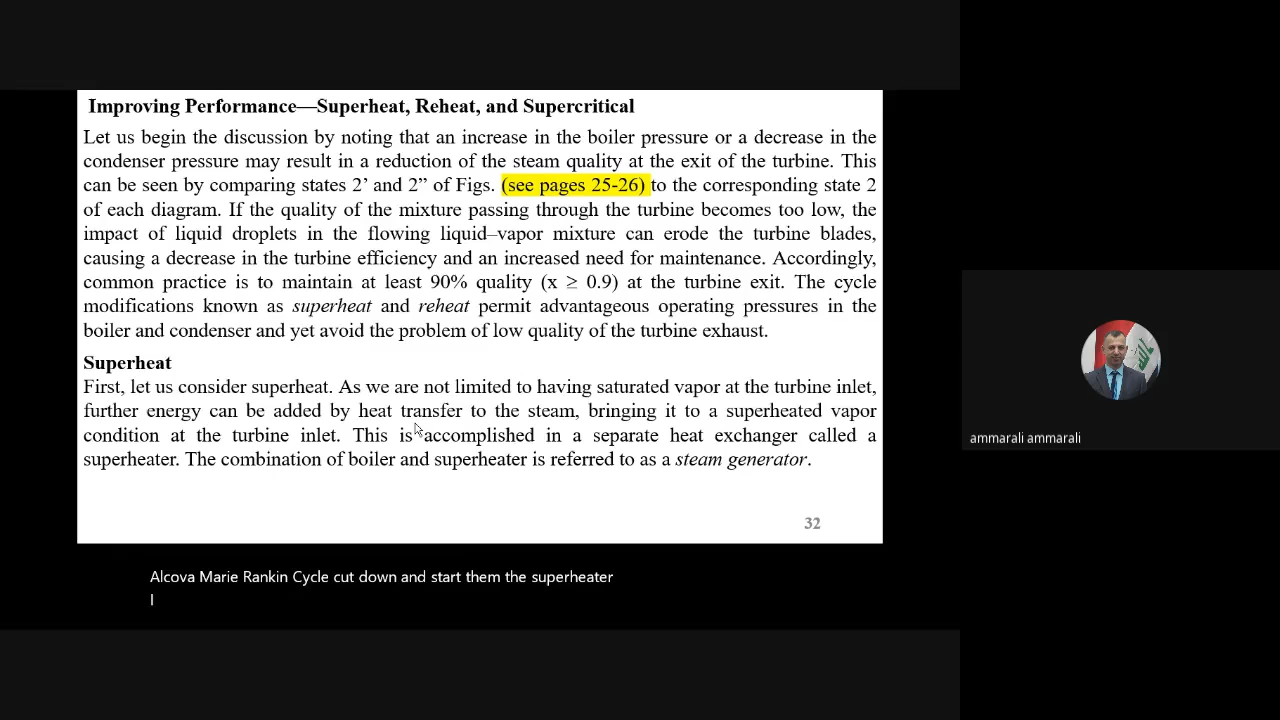 Improving Performance—Superheat, Reheat, and Supercritical
Let us begin the discussion by noting that an increase in the boiler pressure or a decrease in the
condenser pressure may result in a reduction of the steam quality at the exit of the turbine. This
can be seen by comparing states 2’ and 2” of Figs. (see pages 25-26) to the corresponding state 2
of each diagram. If the quality of the mixture passing through the turbine becomes too low, the
impact of liquid droplets in the flowing liquid–vapor mixture can erode the turbine blades,
causing a decrease in the turbine efficiency and an increased need for maintenance. Accordingly,
common practice is to maintain at least 90% quality (x ≥ 0.9) at the turbine exit. The cycle
modifications known as superheat and reheat permit advantageous operating pressures in the
boiler and condenser and yet avoid the problem of low quality of the turbine exhaust.
Superheat
First, let us consider superheat. As we are not limited to having saturated vapor at the turbine inlet,
further energy can be added by heat transfer to the steam, bringing it to a superheated vapor
condition at the turbine inlet. This is accomplished in a separate heat exchanger called a
superheater. The combination of boiler and superheater is referred to as a steam generator.
32
ammarali ammarali
Alcova Marie Rankin Cycle cut down and start them the superheater
I